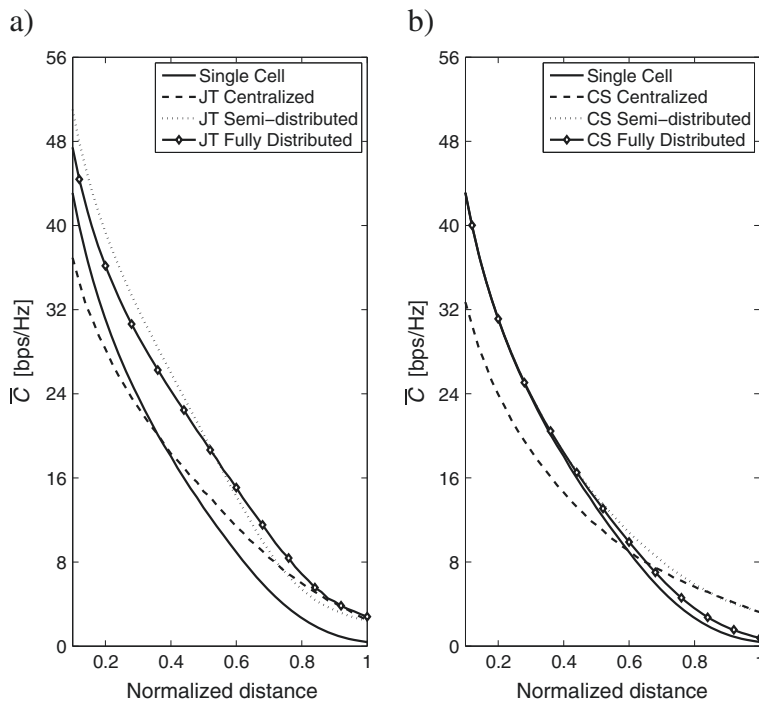 a)
56
48
40
32
24
16
8
0
C̅ [bps/Hz]
Single Cell
JT Centralized
JT Semi-distributed
JT Fully Distributed
0.2 0.4 0.6 0.8 1
Normalized distance
b)
56
48
40
32
24
16
8
0
C̅ [bps/Hz]
Single Cell
CS Centralized
CS Semi-distributed
CS Fully Distributed
0.2 0.4 0.6 0.8 1
Normalized distance